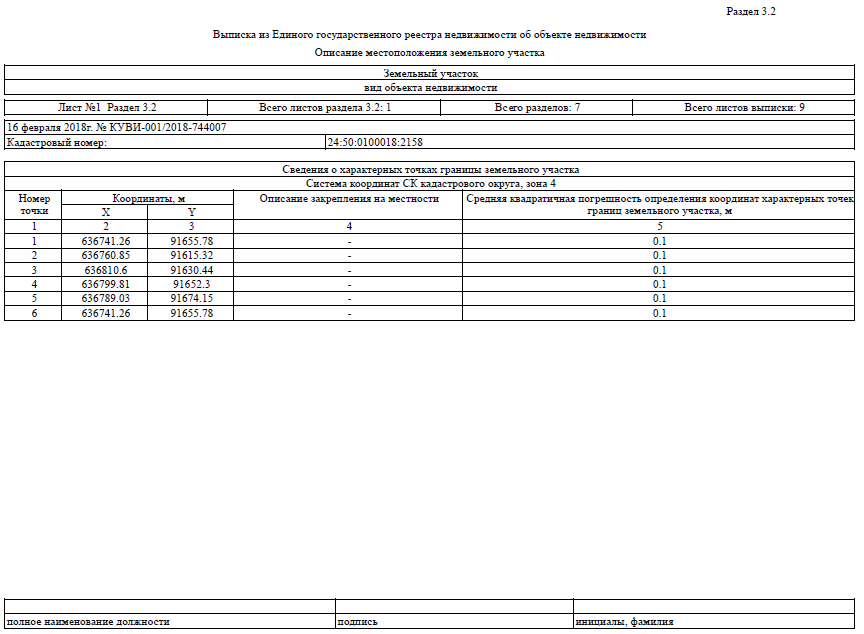 Раздел 3.2
Выписка из Единого государственного реестра недвижимости об объекте недвижимости
Описание местоположения земельного участка
Земельный участок
вид объекта недвижимости
Лист №1 Раздел 3.2 Всего листов раздела 3.2: 1 Всего разделов: 7 Всего листов выписки: 9
16 февраля 2018г. № КУВИ-001/2018-744007
Кадастровый номер: 24:50:0100018:2158
Сведения о характерных точках границы земельного участка
Система координат СК кадастрового округа, зона 4
Номер Координаты, м Описание закрепления на местности Средняя квадратичная погрешность определения координат характерных точек
точки X Y границ земельного участка, м
1 2 3 4 5
1 636741.26 91655.78 - 0.1
2 636760.85 91615.32 - 0.1
3 636810.6 91630.44 - 0.1
4 636799.81 91652.3 - 0.1
5 636789.03 91674.15 - 0.1
6 636741.26 91655.78 - 0.1
полное наименование должности подпись инициалы, фамилия